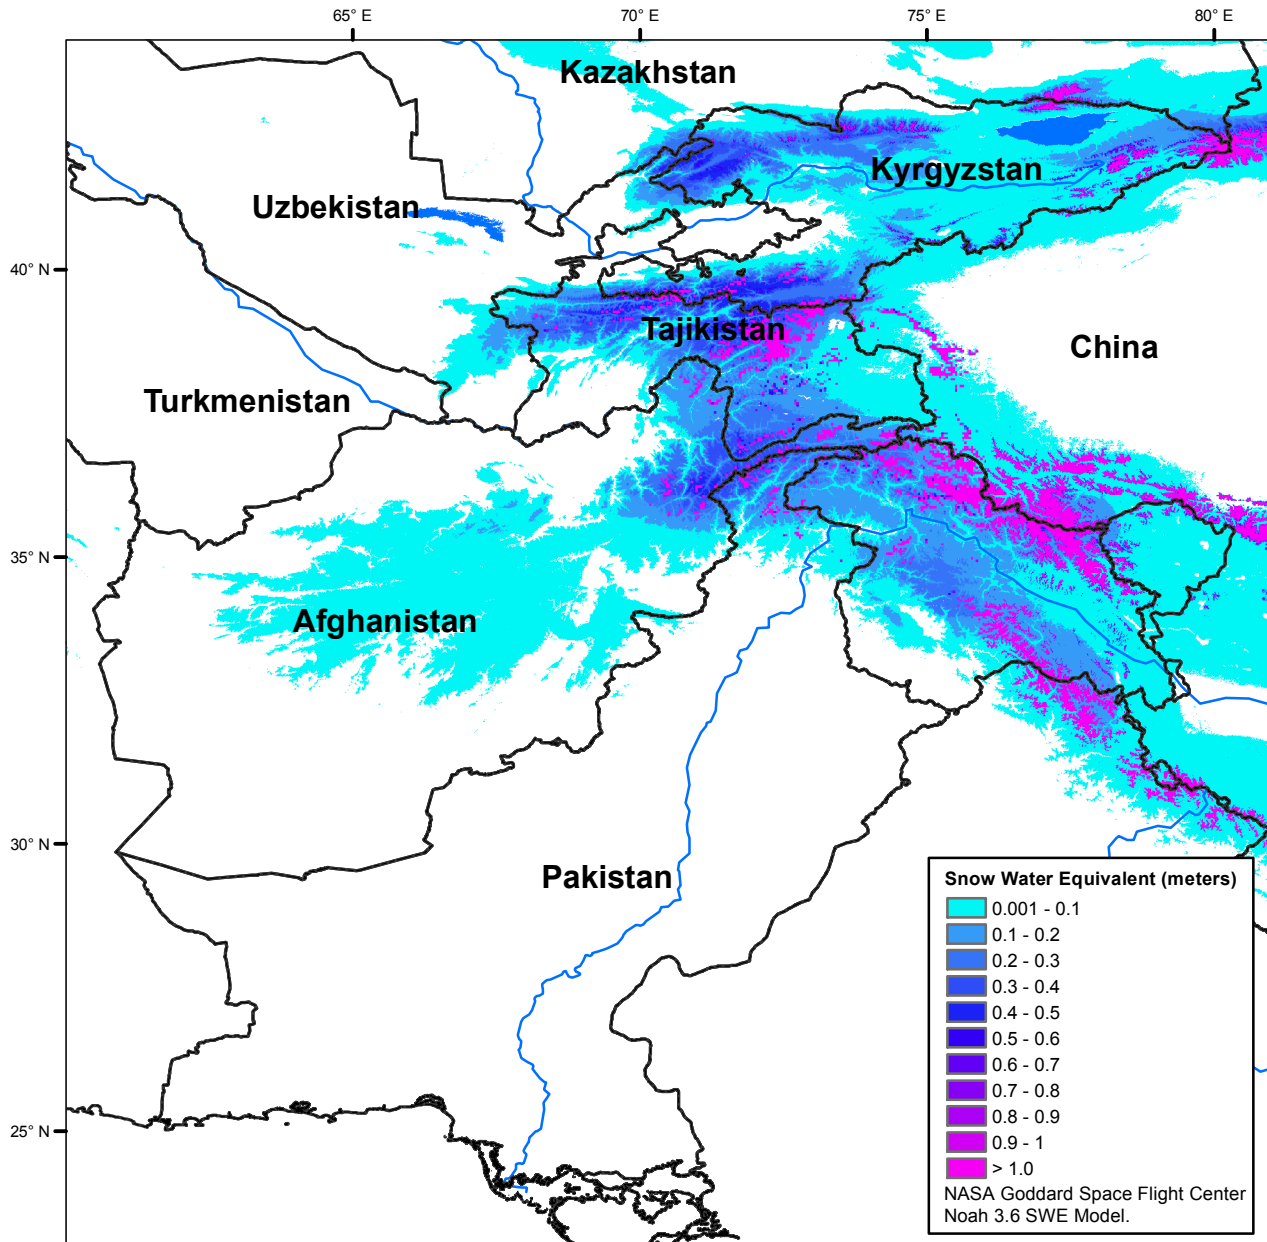 65° E
70° E
75° E
80° E
Kazakhstan
Kyrgyzstan
Uzbekistan
40° N
Tajikistan
China
Turkmenistan
35° N
Afghanistan
30° N
Pakistan
25° N
Snow Water Equivalent (meters)
0.001 - 0.1
0.1 - 0.2
0.2 - 0.3
0.3 - 0.4
0.4 - 0.5
0.5 - 0.6
0.6 - 0.7
0.7 - 0.8
0.8 - 0.9
0.9 - 1
> 1.0
NASA Goddard Space Flight Center
Noah 3.6 SWE Model.